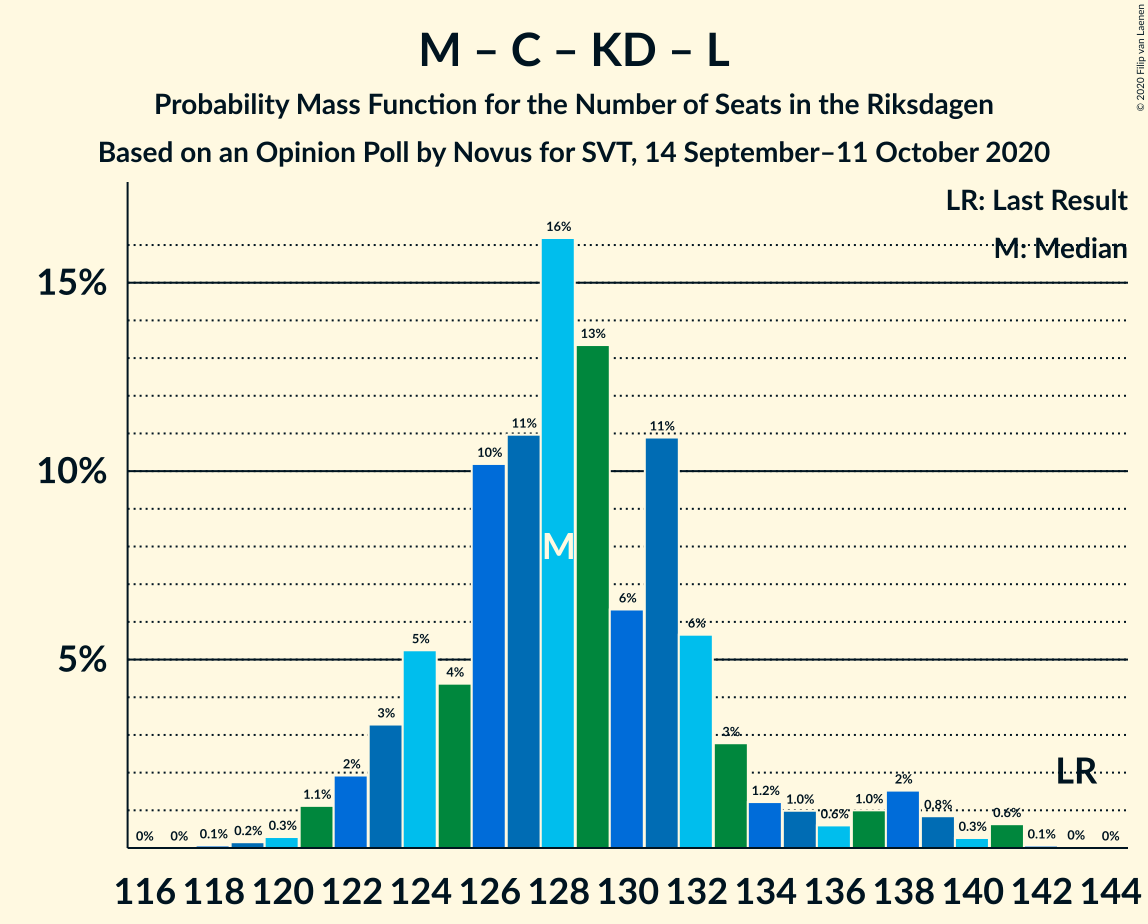 M – C – KD – L
Probability Mass Function for the Number of Seats in the Riksdagen
Based on an Opinion Poll by Novus for SVT, 14 September–11 October 2020
© 2020 Filip van Laenen
LR: Last Result
M: Median
15%
10%
5%
0% 0% 0.1% 0.2% 0.3% 1.1% 2% 3% 5% 4% 10% 11% 16% 13% 6% 11% 6% 3% 1.2% 1.0% 0.6% 1.0% 2% 0.8% 0.3% 0.6% 0.1% 0% 0%
M
LR
116 118 120 122 124 126 128 130 132 134 136 138 140 142 144